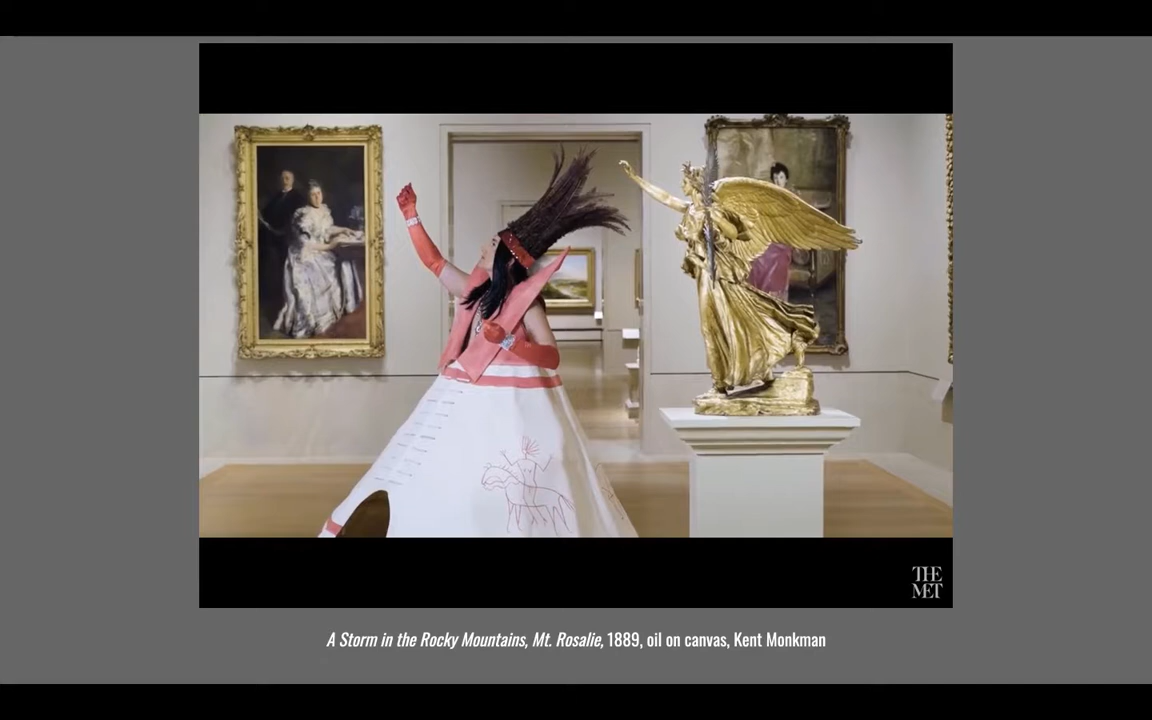 THE
MET
A Storm in the Rocky Mountains, Mt. Rosalie, 1889, oil on canvas, Kent Monkman